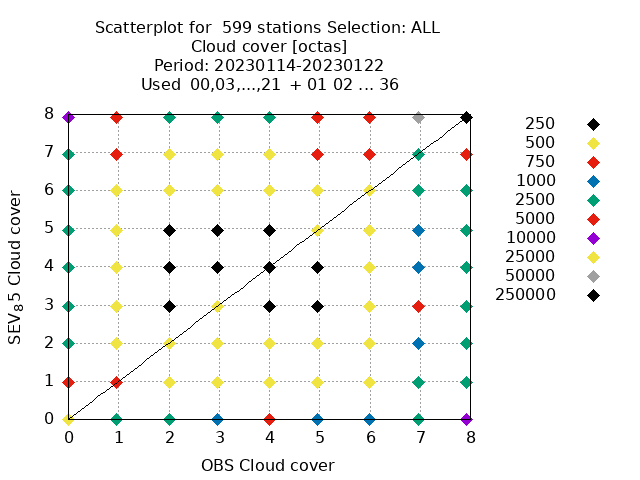 Scatterplot for  599 stations Selection: ALL
Cloud cover [octas]
Period: 20230114-20230122
Used  00,03,...,21  + 01 02 ... 36
8
7
6
5
4
3
2
1
0
0 1 2 3 4 5 6 7 8
SEV₈5 Cloud cover
OBS Cloud cover
250
500
750
1000
2500
5000
10000
25000
50000
250000